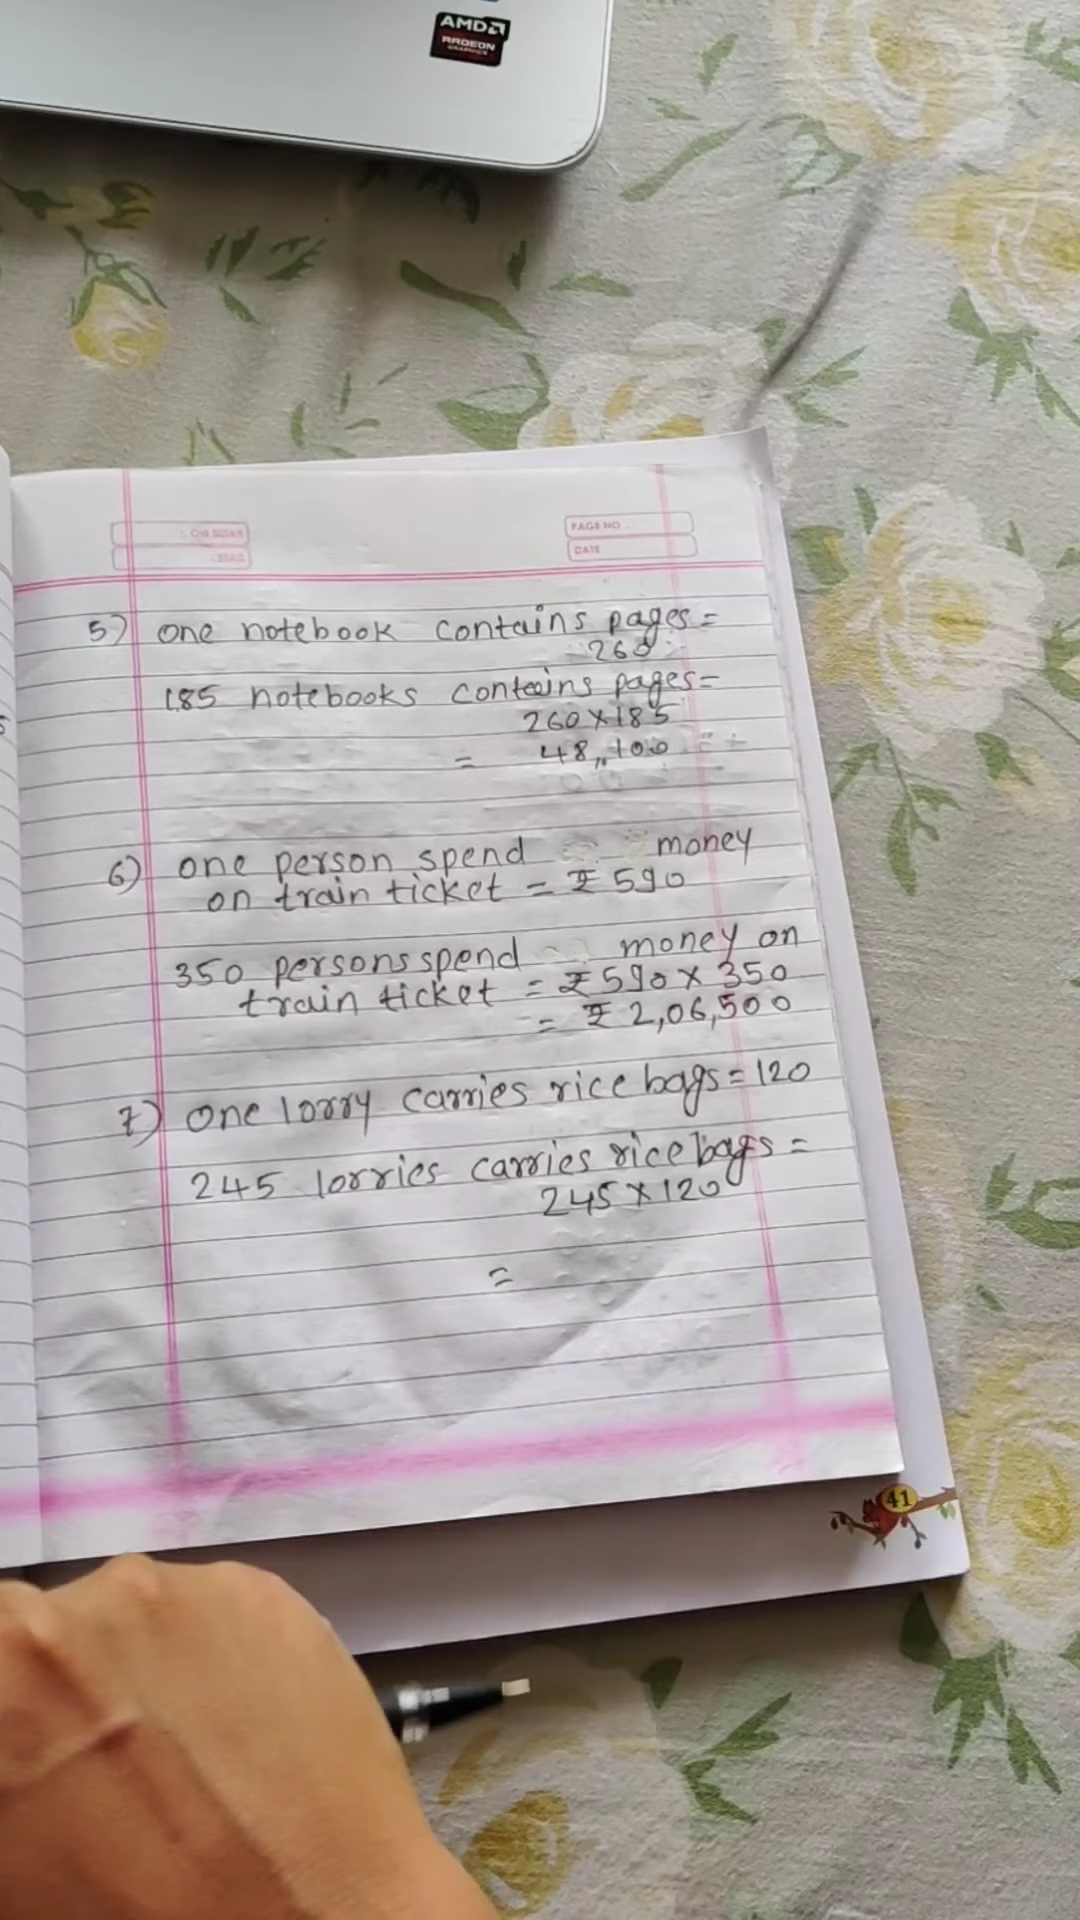 AMD
RADEON
GRAPHICS
PAGE NO
DATE
5) one notebook contains pages =
260
185 notebooks contains pages =
260 x 185
= 48,100
6) one person spend money
on train ticket = ₹ 590
350 persons spend money on
train ticket = ₹ 590 x 350
= ₹ 2,06,500
7) one lorry carries rice bags = 120
245 lorries carries rice bags =
245 x 120
=
41